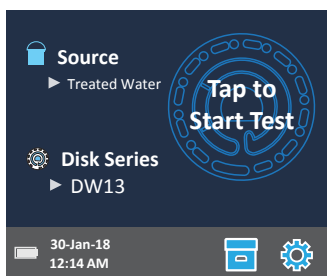 Source
Treated Water
Tap to
Start Test
Disk Series
DW13
30-Jan-18
12:14 AM